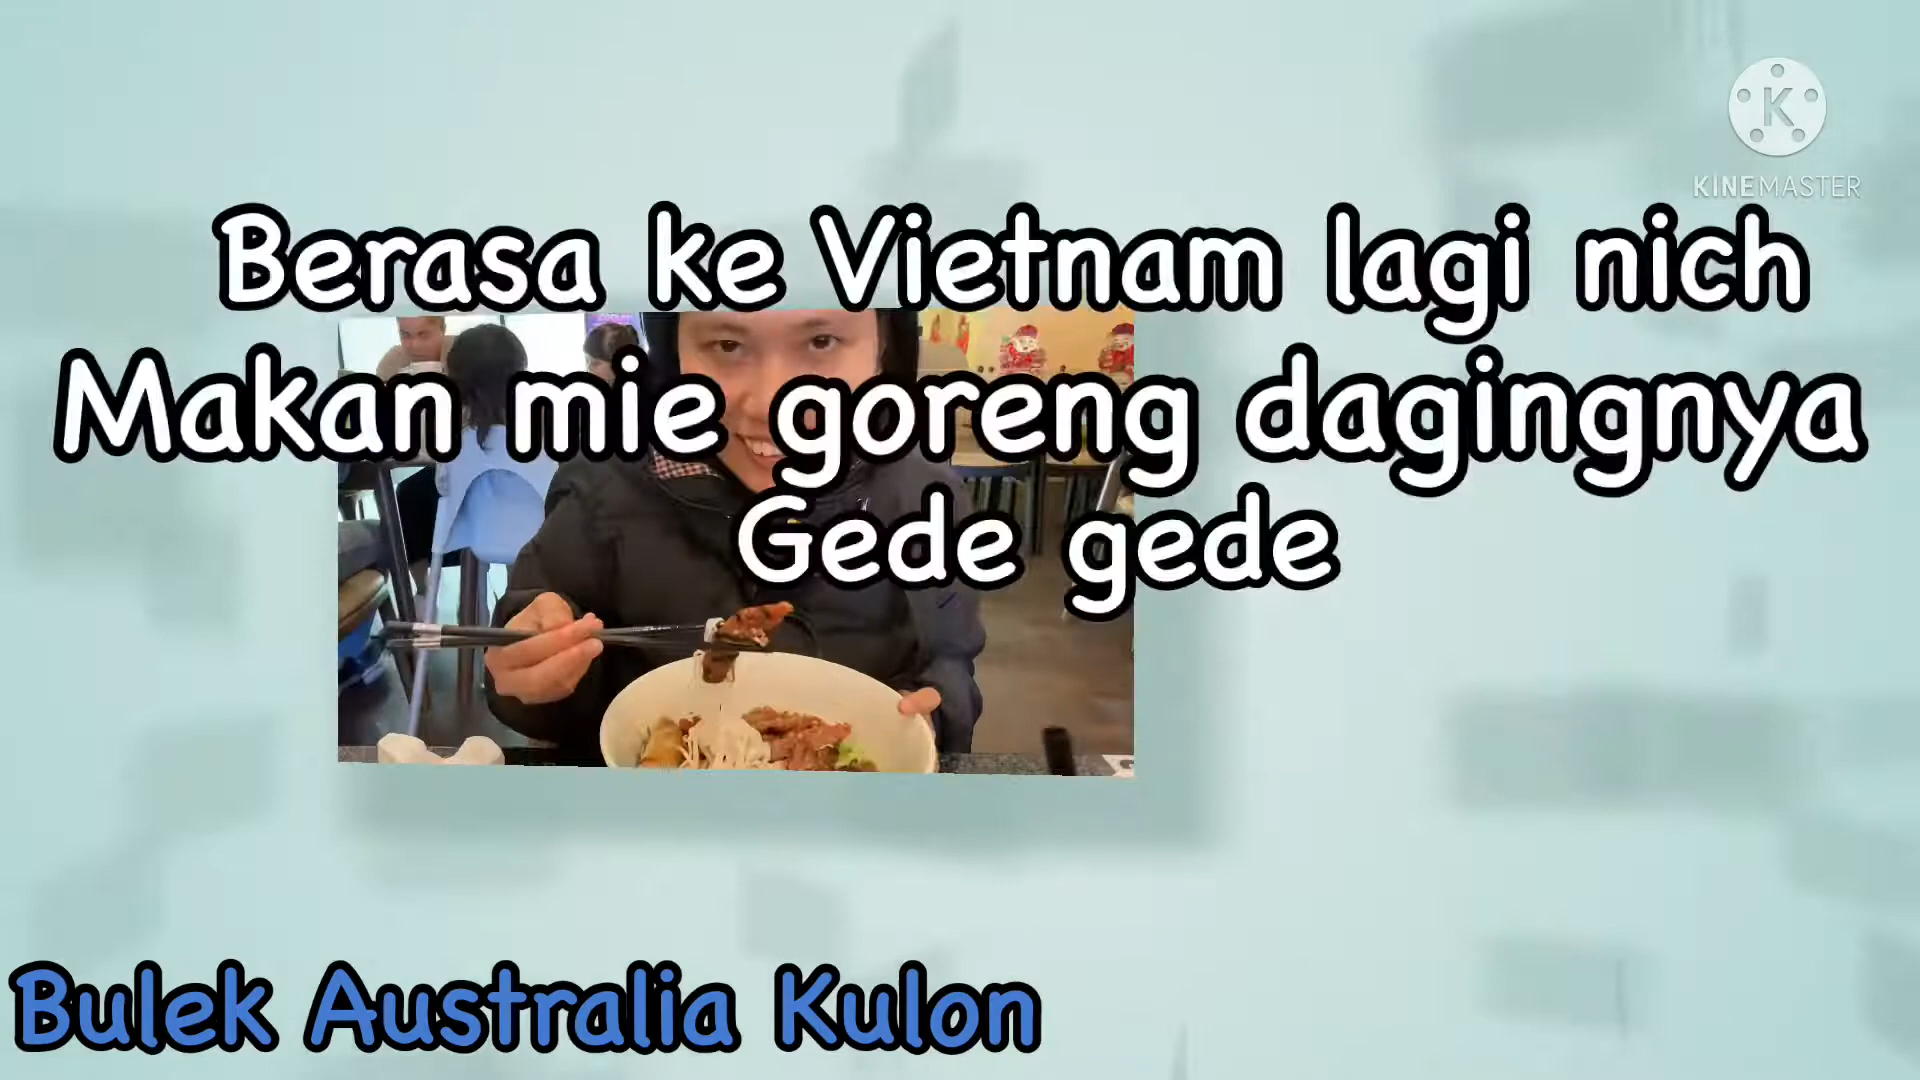 KINEMASTER
Berasa ke Vietnam lagi nich
Makan mie goreng dagingnya
Gede gede
Bulek Australia Kulon